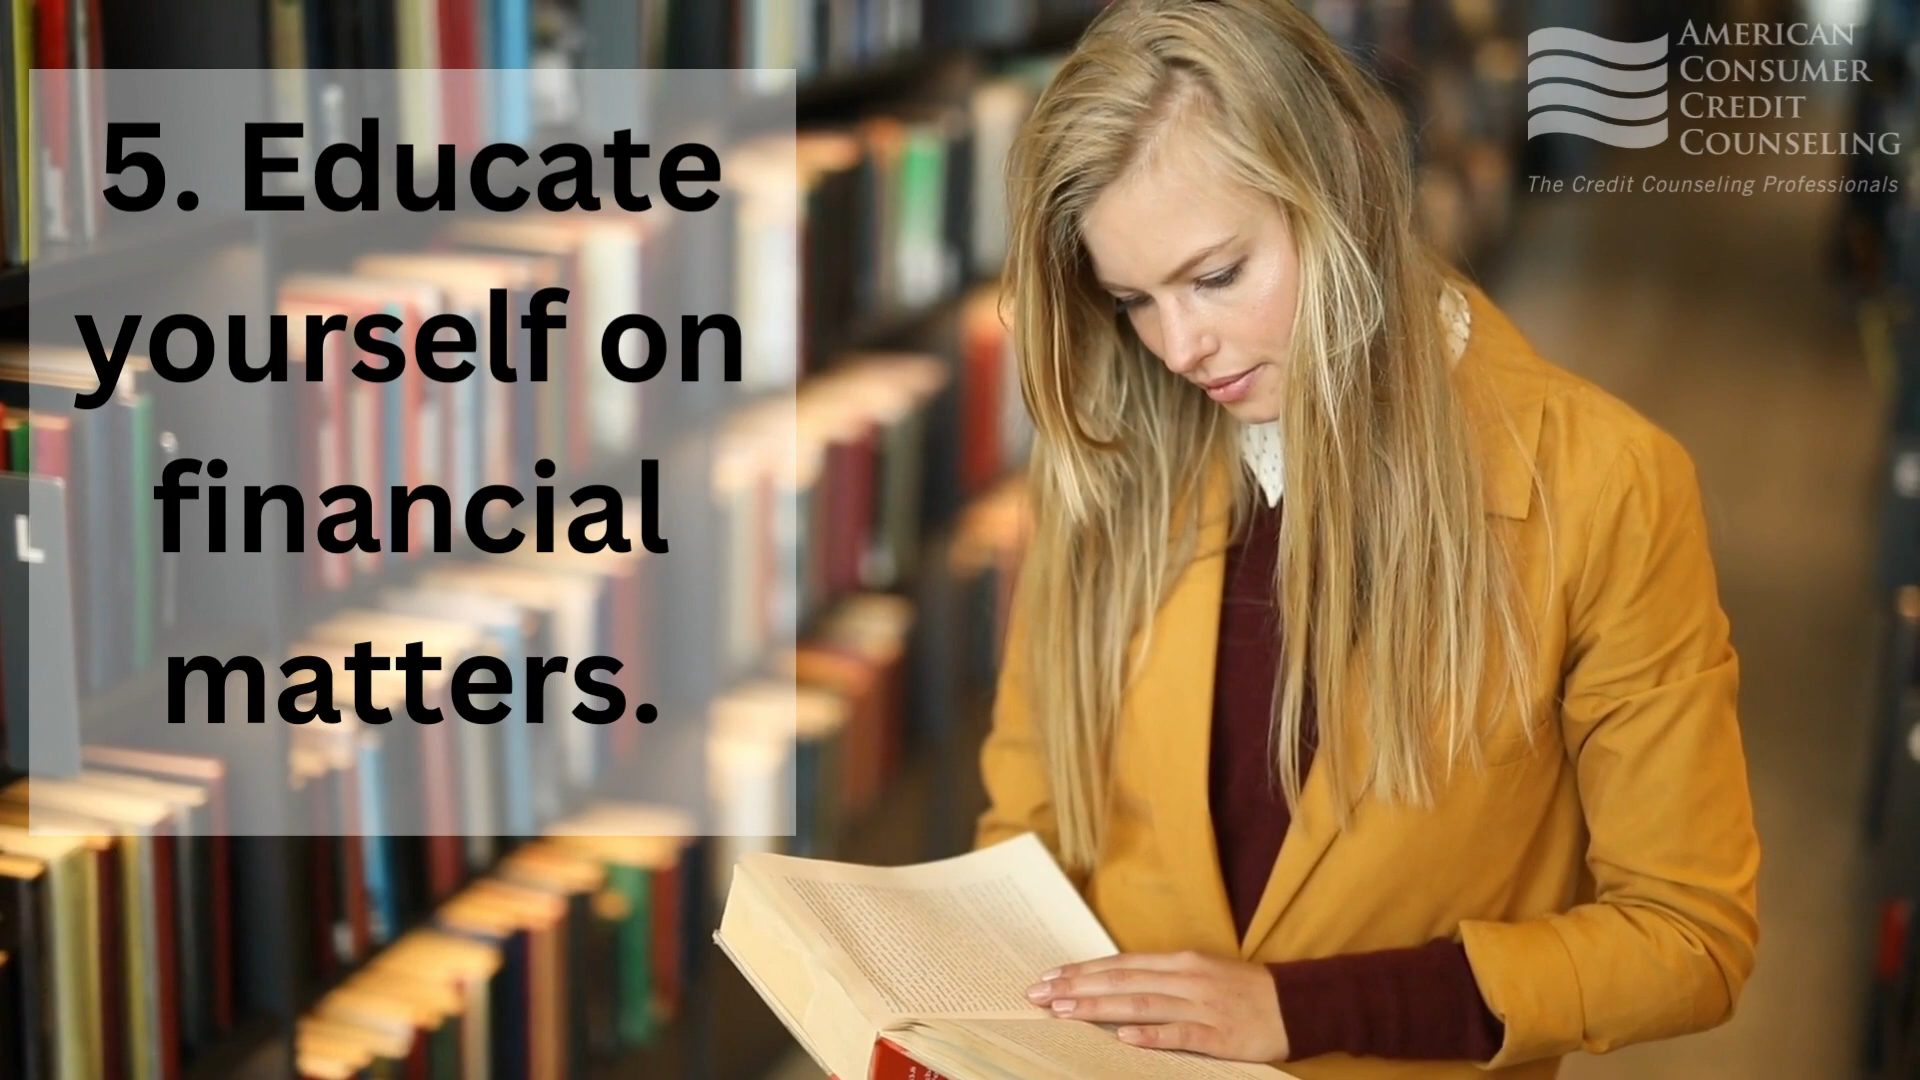 5. Educate
yourself on
financial
matters.
AMERICAN
CONSUMER
CREDIT
COUNSELING
The Credit Counseling Professionals
L